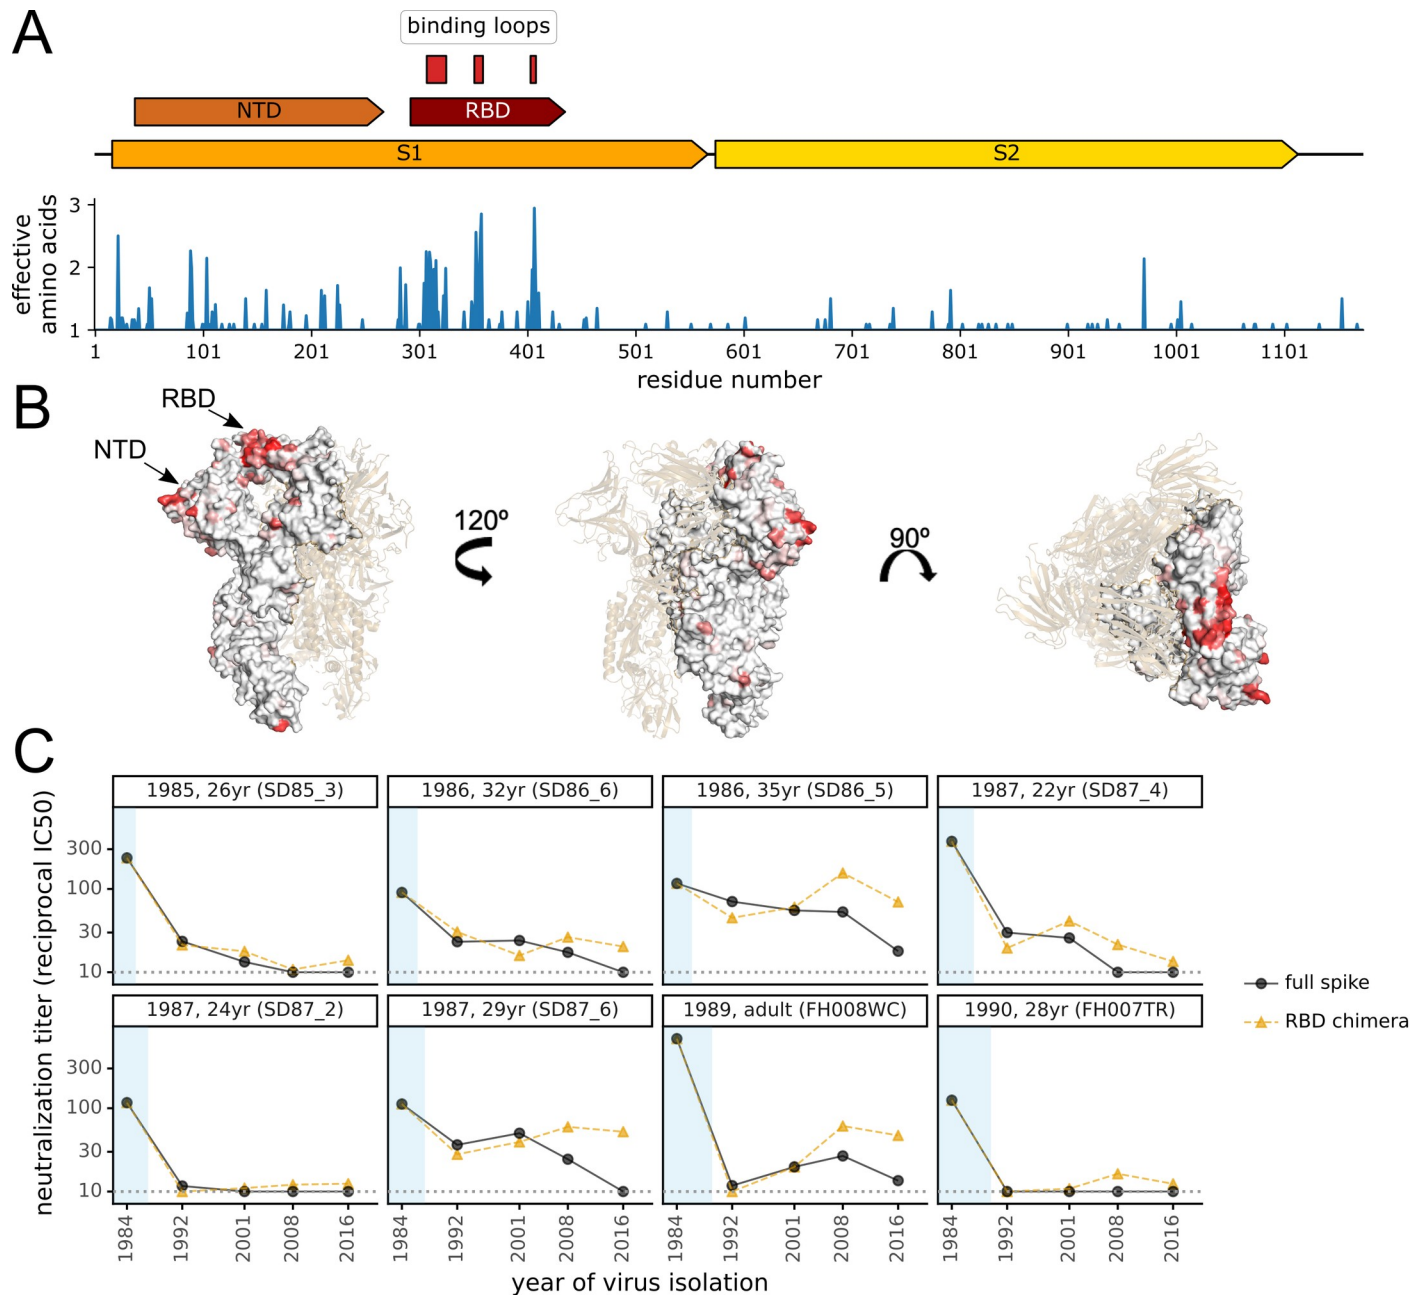 A
binding loops
NTD
RBD
S1
S2
effective
amino acids
3
2
1
1
101
201
301
401
501
601
701
801
901
1001
1101
residue number
B
RBD
NTD
120º
90º
C
neutralization titer (reciprocal IC50)
1985, 26yr (SD85_3)
1986, 32yr (SD86_6)
1986, 35yr (SD86_5)
1987, 22yr (SD87_4)
300
100
30
10
full spike
RBD chimera
1987, 24yr (SD87_2)
1987, 29yr (SD87_6)
1989, adult (FH008WC)
1990, 28yr (FH007TR)
300
100
30
10
1984
1992
2001
2008
2016
1984
1992
2001
2008
2016
1984
1992
2001
2008
2016
1984
1992
2001
2008
2016
year of virus isolation